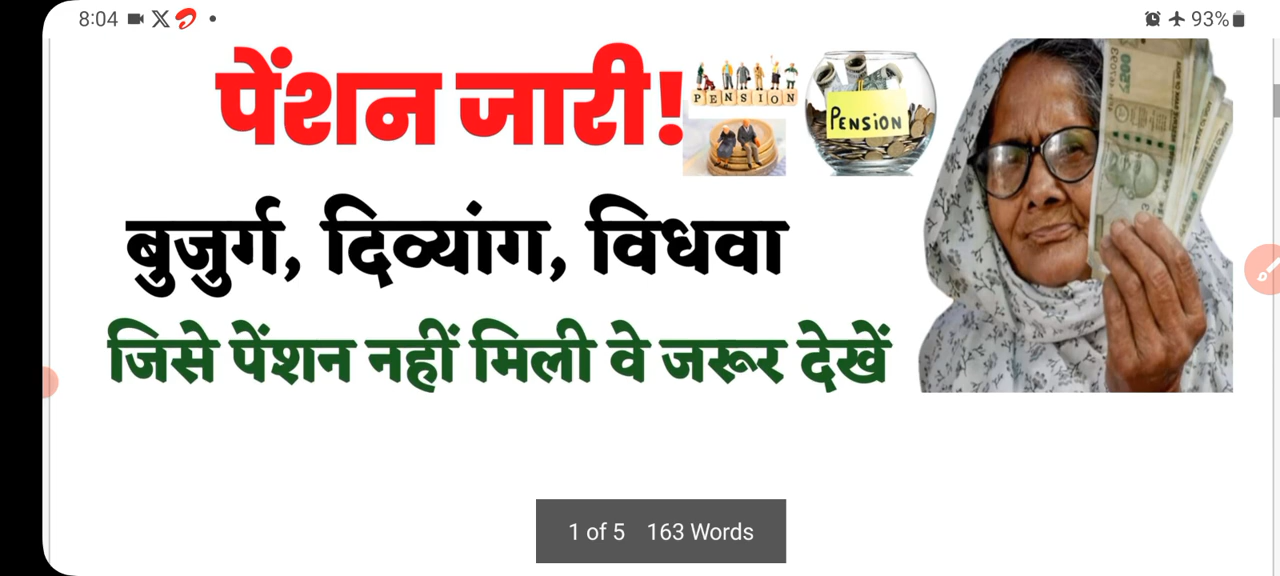 8:04
93%
पेंशन जारी!
PENSION
PENSION
बुजुर्ग, दिव्यांग, विधवा
जिसे पेंशन नहीं मिली वे जरूर देखें
1 of 5 163 Words